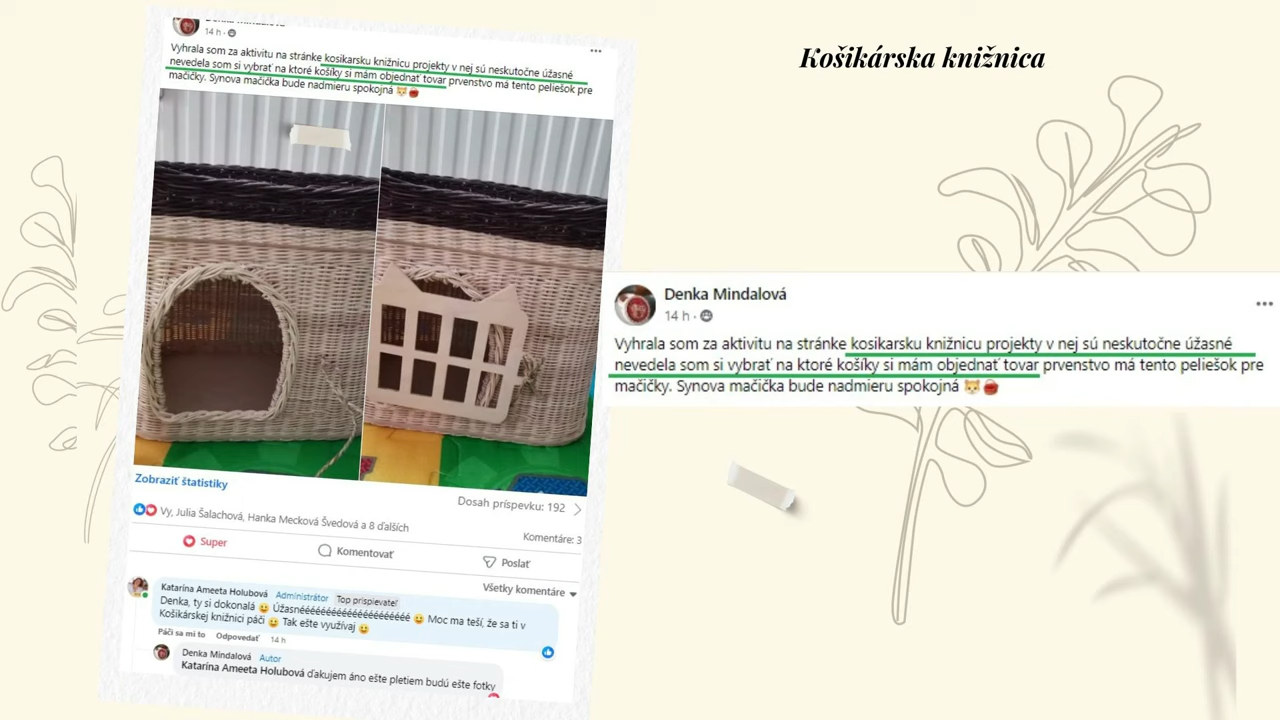 Denka Mindalová
14 h ·
Vyhrala som za aktivitu na stránke kosikarsku knižnicu projekty v nej sú neskutočne úžasné
nevedela som si vybrať na ktoré košíky si mám objednať tovar prvenstvo má tento peliešok pre
mačičky. Synova mačička bude nadmieru spokojná 🐱🧺
Zobraziť štatistiky
Dosah príspevku: 192
Vy, Julia Šalachová, Hanka Mecková Švedová a 8 ďalších
Komentáre: 3
Super
Komentovať
Poslať
Všetky komentáre
Katarína Ameeta Holubová Administrátor Top prispievateľ
Denka, ty si dokonalá 😀 Úžasnééééééééééééééééééééé 😀 Moc ma teší, že sa ti v
Košikárskej knižnici páči 😀 Tak ešte využívaj 😀
Páči sa mi to Odpovedať 14 h
Denka Mindalová Autor
Katarína Ameeta Holubová ďakujem áno ešte pletiem budú ešte fotky
Košikárska knižnica
Denka Mindalová
14 h ·
Vyhrala som za aktivitu na stránke kosikarsku knižnicu projekty v nej sú neskutočne úžasné
nevedela som si vybrať na ktoré košíky si mám objednať tovar prvenstvo má tento peliešok pre
mačičky. Synova mačička bude nadmieru spokojná 🐱🧺